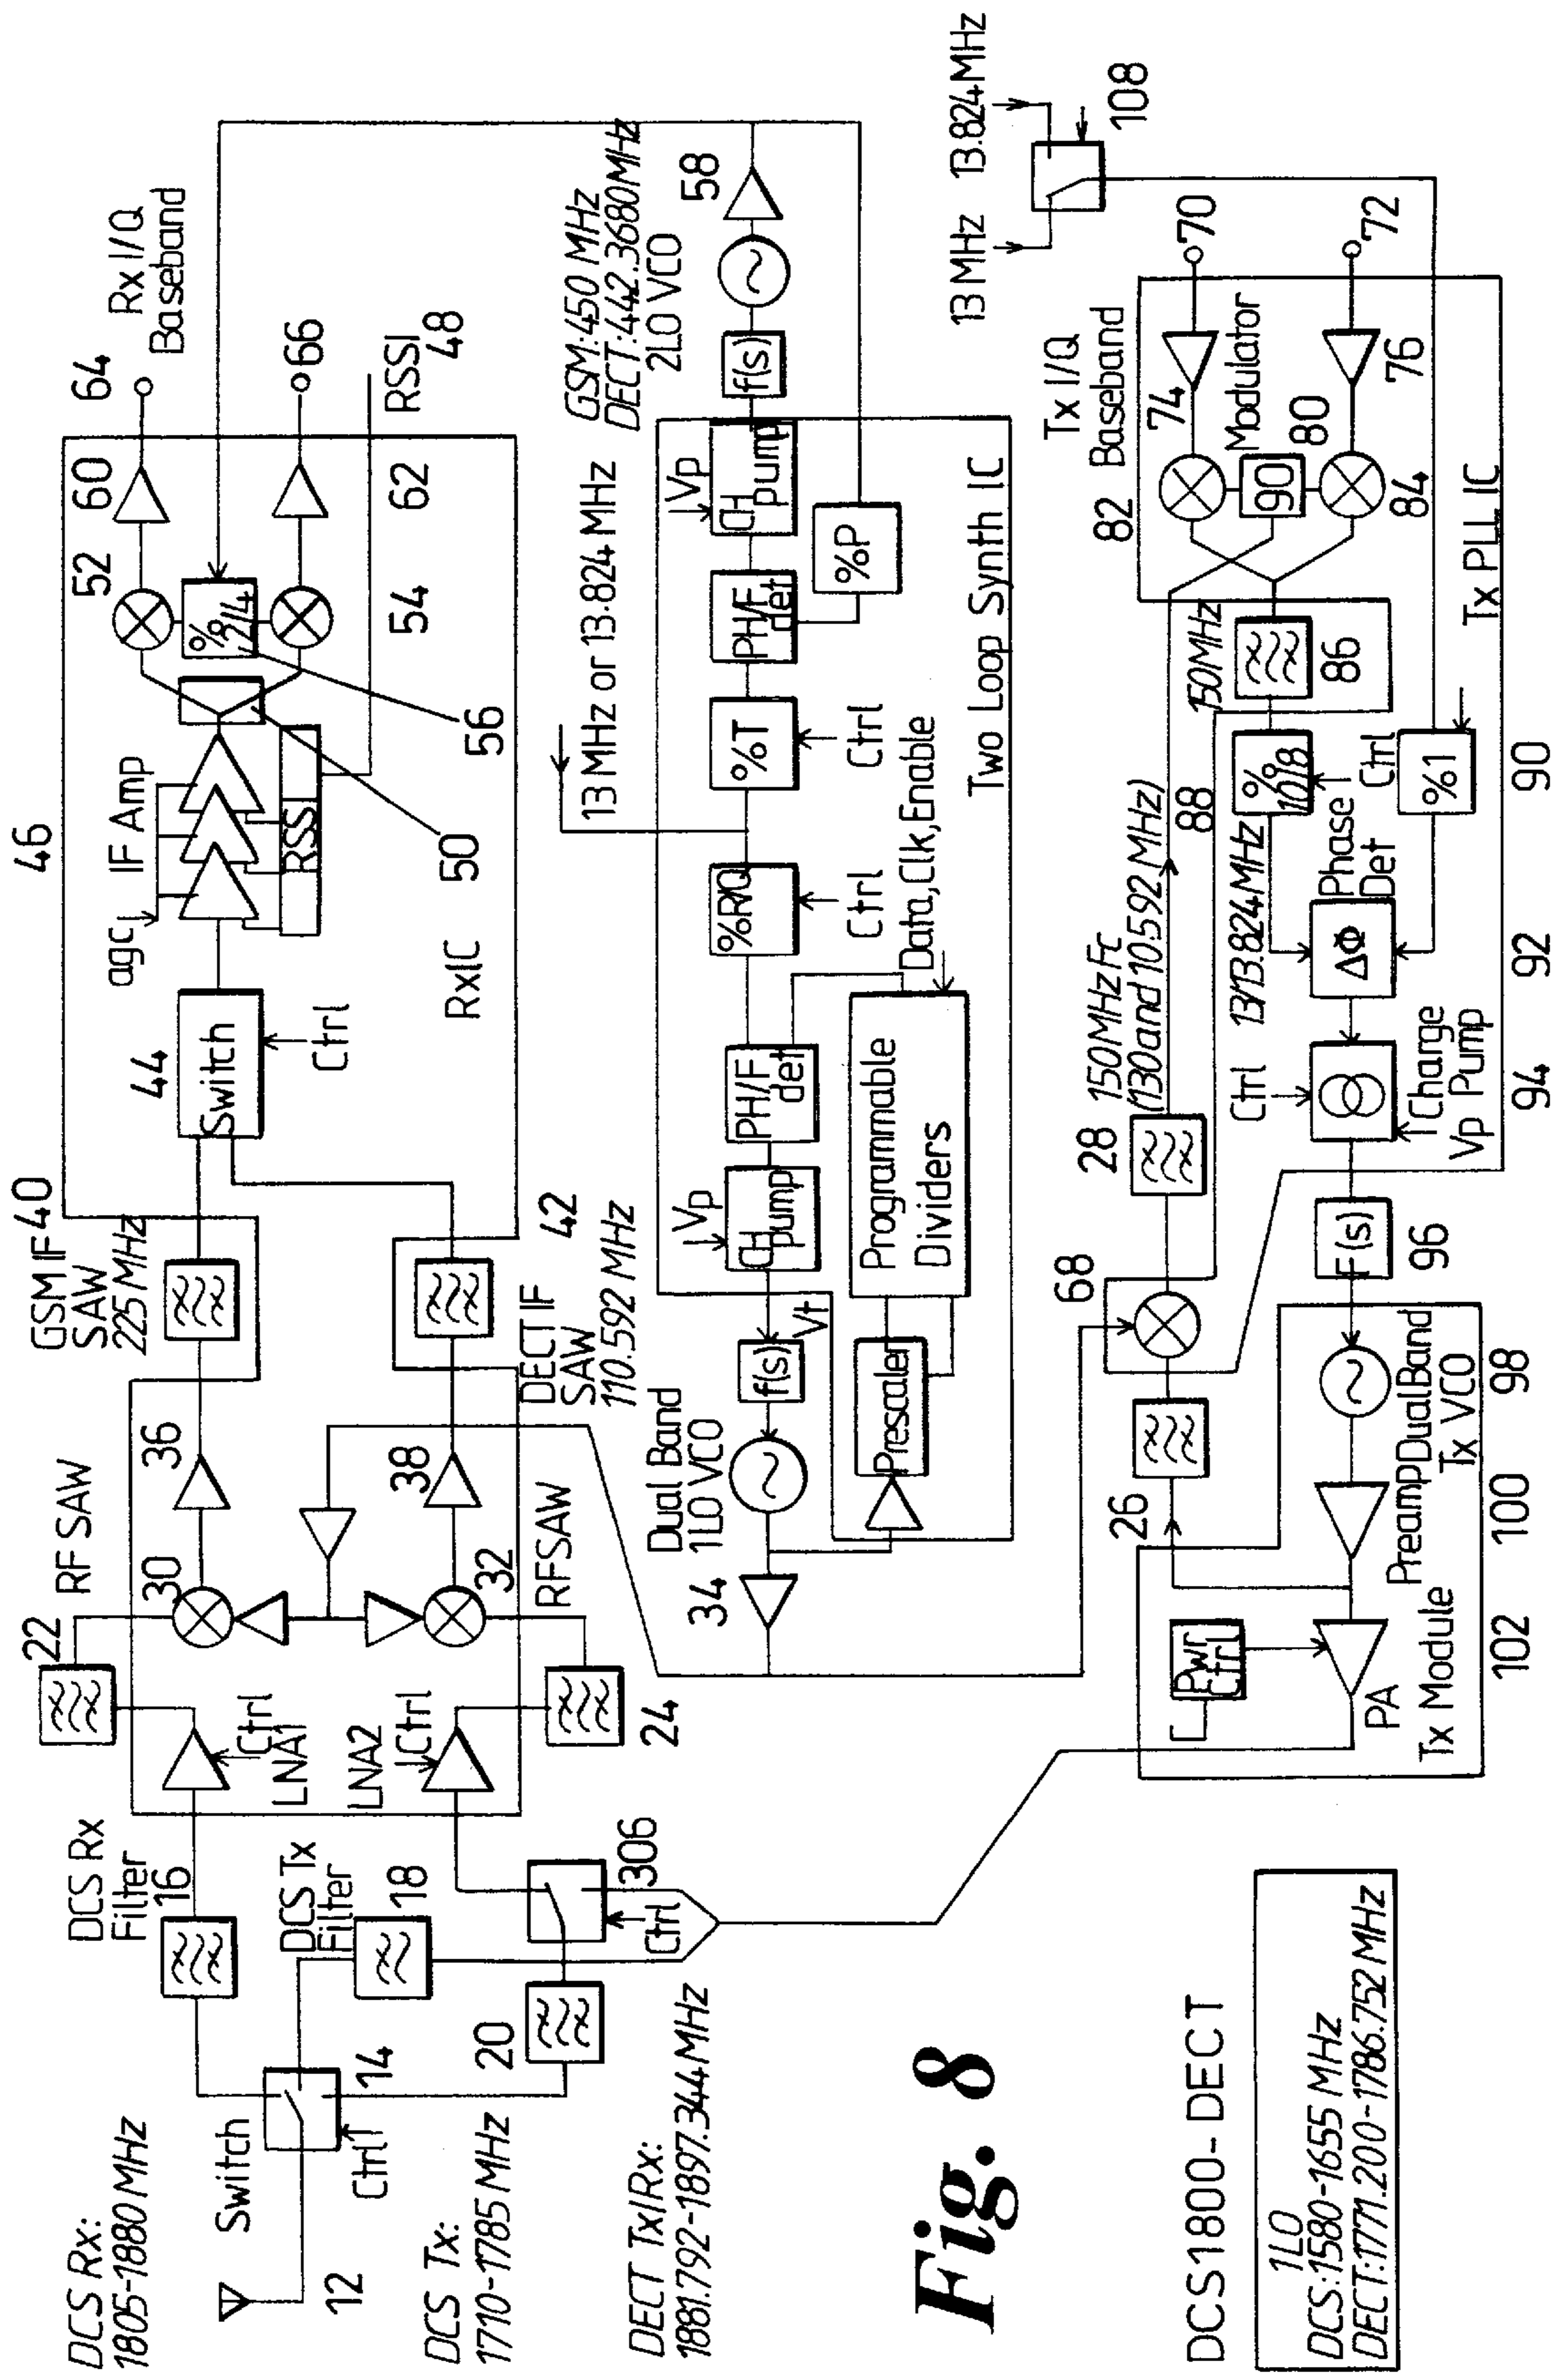 DCS Rx:
1805-1880 MHz
Switch
12
Ctrl
14
DCS Tx:
1710-1785 MHz
DECT Tx/Rx:
1881.792-1897.344 MHz
DCS Rx
Filter
16
DCS Tx
Filter
18
20
306
Ctrl
22
RF SAW
30
36
Ctrl
LNA1
LNA2
Ctrl
24
RFSAW
32
38
GSM IF
SAW
225 MHz
40
42
DECT IF
SAW
110.592 MHz
46
44
Switch
Ctrl
agc
IF Amp
RSSI
RxIC
50
56
52
54
%
2/4
60
62
64
66
Rx I/Q
Baseband
RSSI
48
34
Dual Band
1LO VCO
f(s)
Vt
Prescaler
Vp
CH
pump
PH/F
det
Programmable
Dividers
Data,Clk,Enable
%R/Q
Ctrl
13 MHz or 13.824 MHz
%T
Ctrl
PH/F
det
Vp
CH
pump
%P
Two Loop Synth IC
f(s)
GSM:450 MHz
DECT:442.3680MHz
2LO VCO
58
13 MHz
13.824 MHz
108
26
68
28
150MHz Fc
(130and 10.592 MHz)
88
150MHz
86
82
Tx I/Q
Baseband
74
Modulator
90
80
84
76
70
72
Tx PLL IC
%
10/8
Ctrl
%1
90
13/13.824MHz
Phase
Det
ΔΦ
92
Ctrl
Charge
Vp Pump
94
F(s)
96
DualBand
Tx VCO
98
Preamp
100
Pwr
Ctrl
PA
Tx Module
102
Fig. 8
DCS1800-DECT
1LO
DCS:1580-1655 MHz
DECT:1771.200-1786.752 MHz